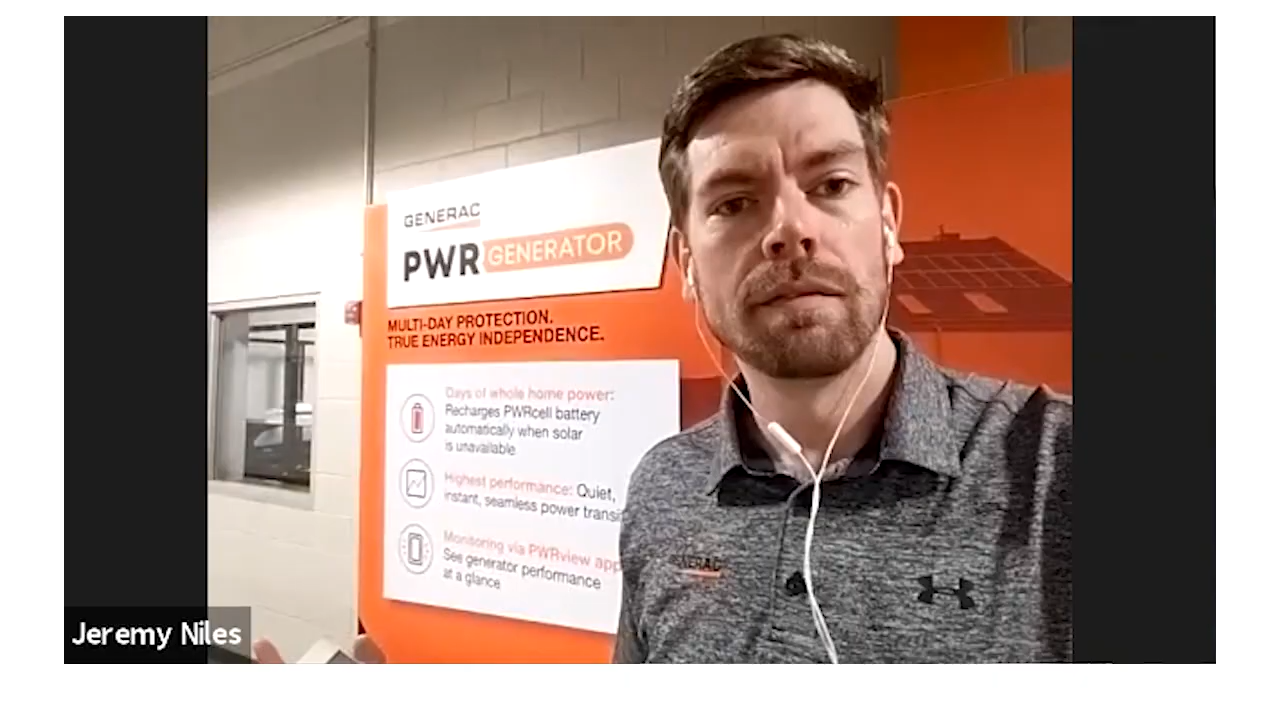 GENERAC
PWR GENERATOR
MULTI-DAY PROTECTION.
TRUE ENERGY INDEPENDENCE.
Days of whole home power:
Recharges PWRcell battery
automatically when solar
is unavailable
Highest performance: Quiet,
instant, seamless power
Monitoring via PWRview app
See generator performance
at a glance
GENERAC
Jeremy Niles